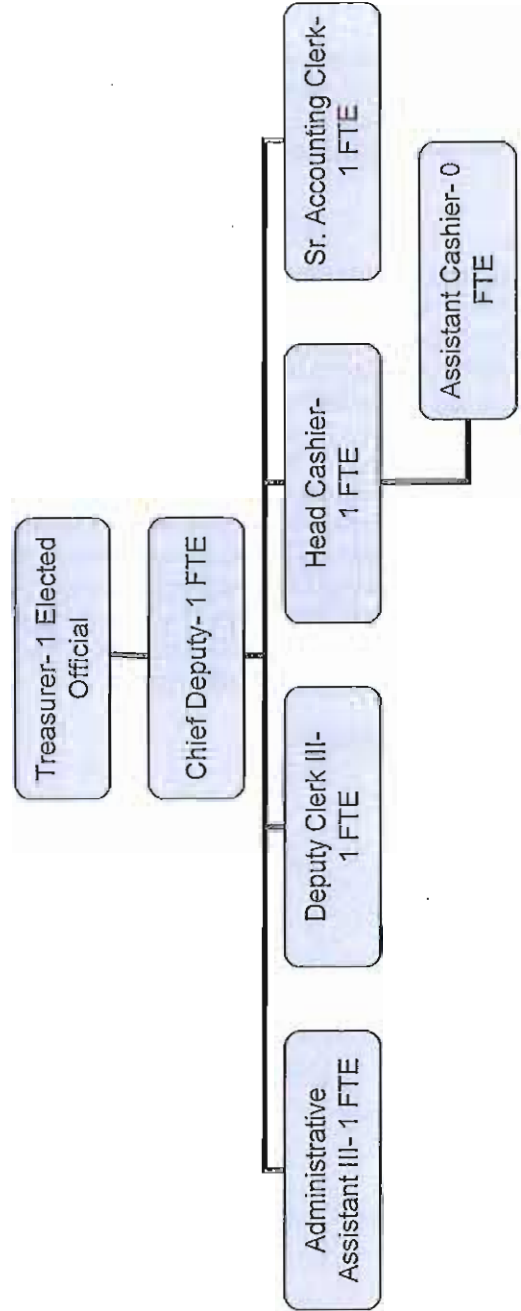 Treasurer- 1 Elected
Official
Chief Deputy- 1 FTE
Administrative
Assistant III- 1 FTE
Deputy Clerk III-
1 FTE
Head Cashier-
1 FTE
Sr. Accounting Clerk-
1 FTE
Assistant Cashier- 0
FTE